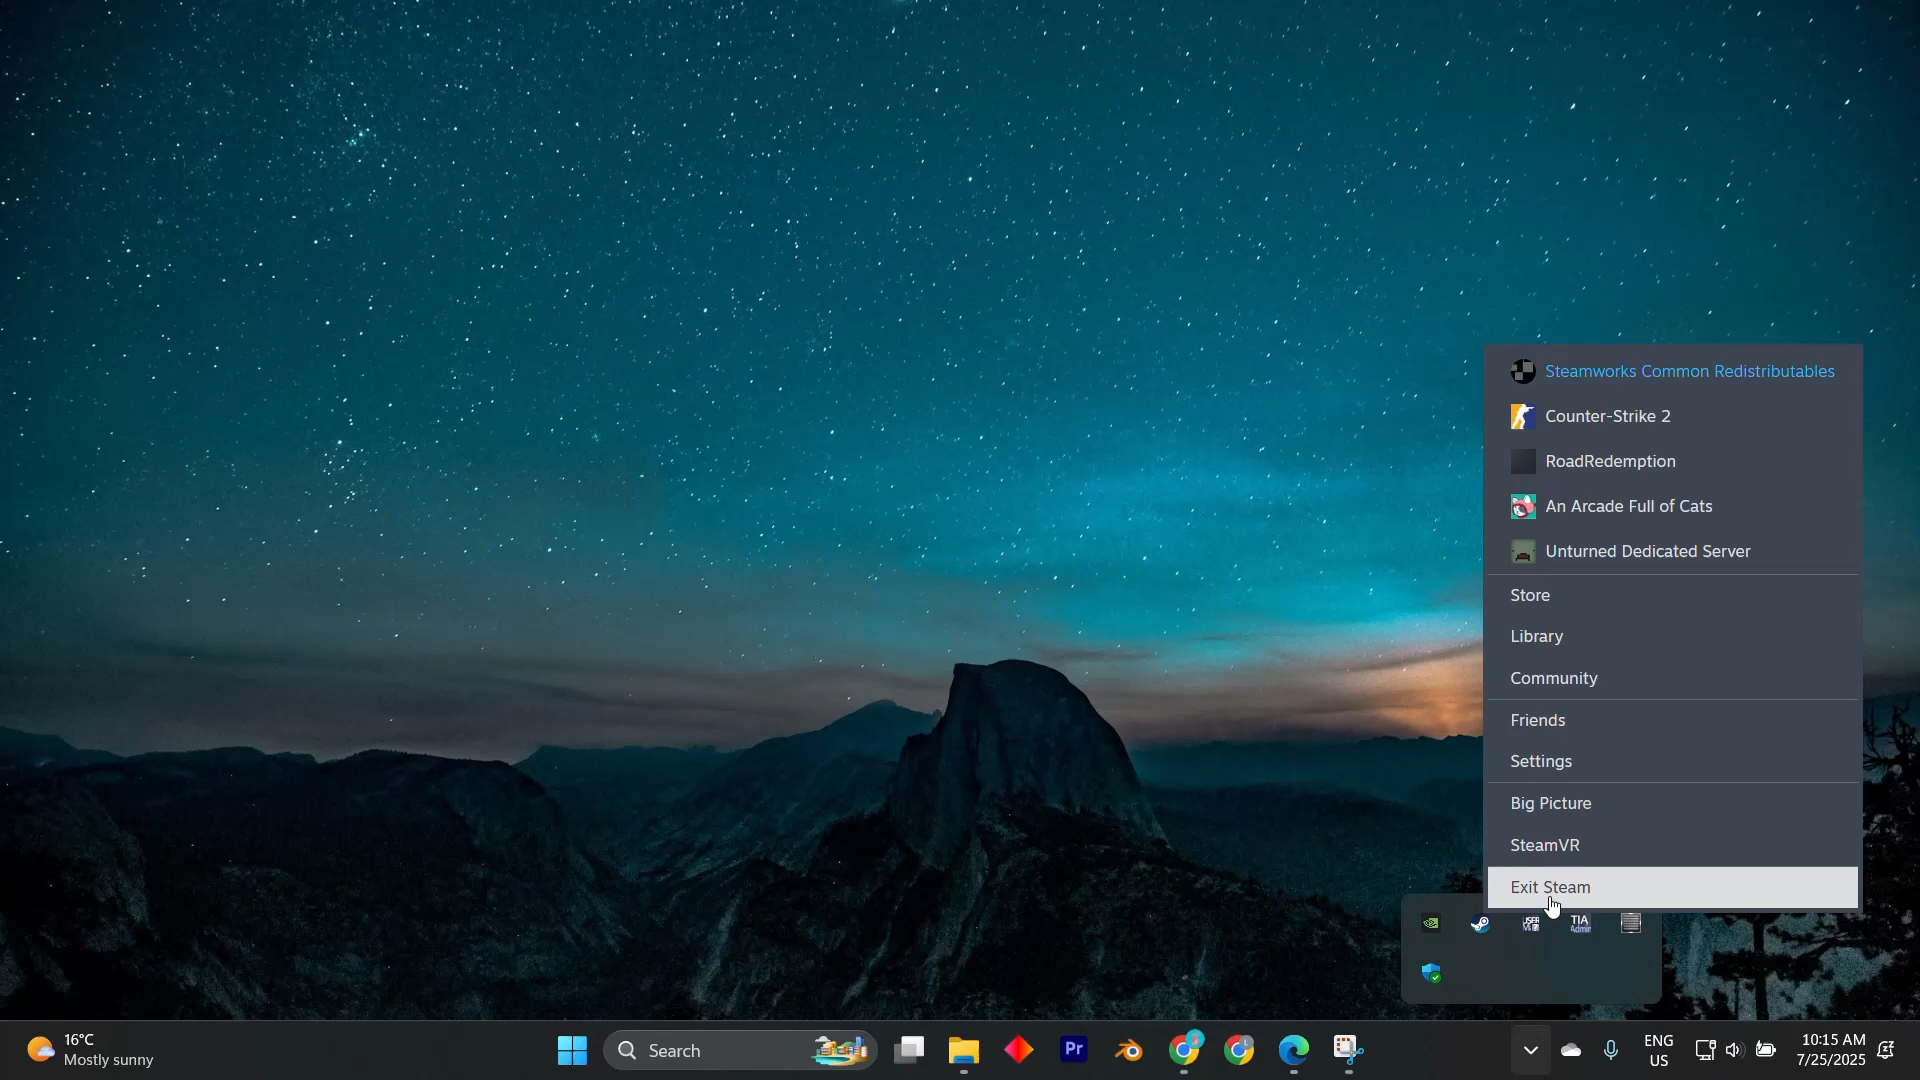 Steamworks Common Redistributables
Counter-Strike 2
RoadRedemption
An Arcade Full of Cats
Unturned Dedicated Server
Store
Library
Community
Friends
Settings
Big Picture
SteamVR
Exit Steam
TIA
Admin
16°C
Mostly sunny
Search
Pr
ENG
US
10:15 AM
7/25/2025